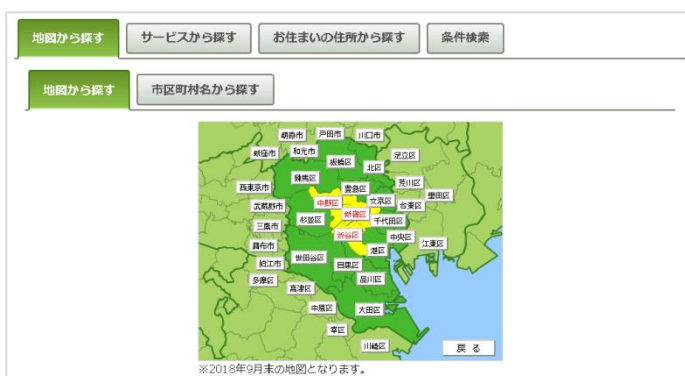 地図から探す サービスから探す お住まいの住所から探す 条件検索
地図から探す 市区町村名から探す
朝霞市 戸田市 川口市
新座市 和光市 板橋区 北区 足立区
練馬区 荒川区
西東京市 豊島区 墨田区
武蔵野市 中野区 文京区 台東区
杉並区 新宿区 千代田区
三鷹市 渋谷区 中央区 江東区
調布市 港区
狛江市 世田谷区 目黒区
多摩区 品川区
高津区
中原区 大田区
幸区
川崎区 戻る
※2018年9月末の地図となります。